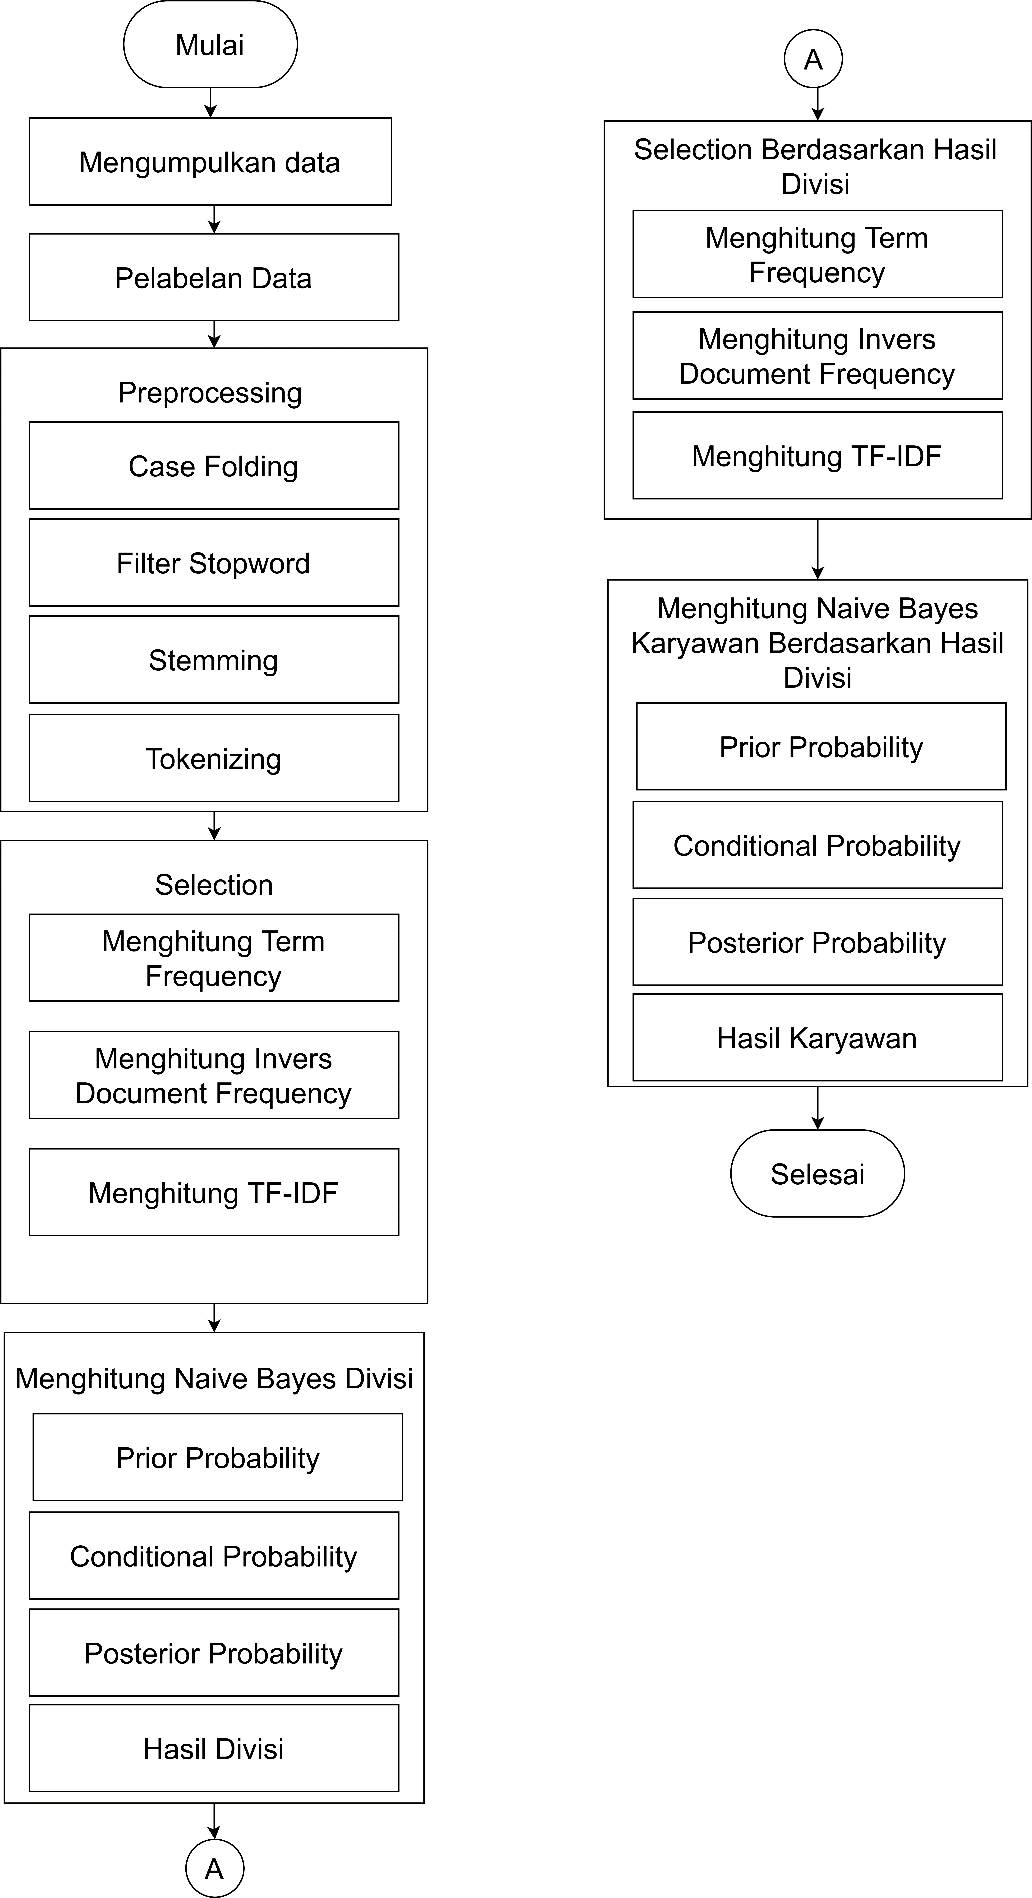 Mulai
Mengumpulkan data
Pelabelan Data
Preprocessing
Case Folding
Filter Stopword
Stemming
Tokenizing
Selection
Menghitung Term
Frequency
Menghitung Invers
Document Frequency
Menghitung TF-IDF
Menghitung Naive Bayes Divisi
Prior Probability
Conditional Probability
Posterior Probability
Hasil Divisi
A
A
Selection Berdasarkan Hasil
Divisi
Menghitung Term
Frequency
Menghitung Invers
Document Frequency
Menghitung TF-IDF
Menghitung Naive Bayes
Karyawan Berdasarkan Hasil
Divisi
Prior Probability
Conditional Probability
Posterior Probability
Hasil Karyawan
Selesai